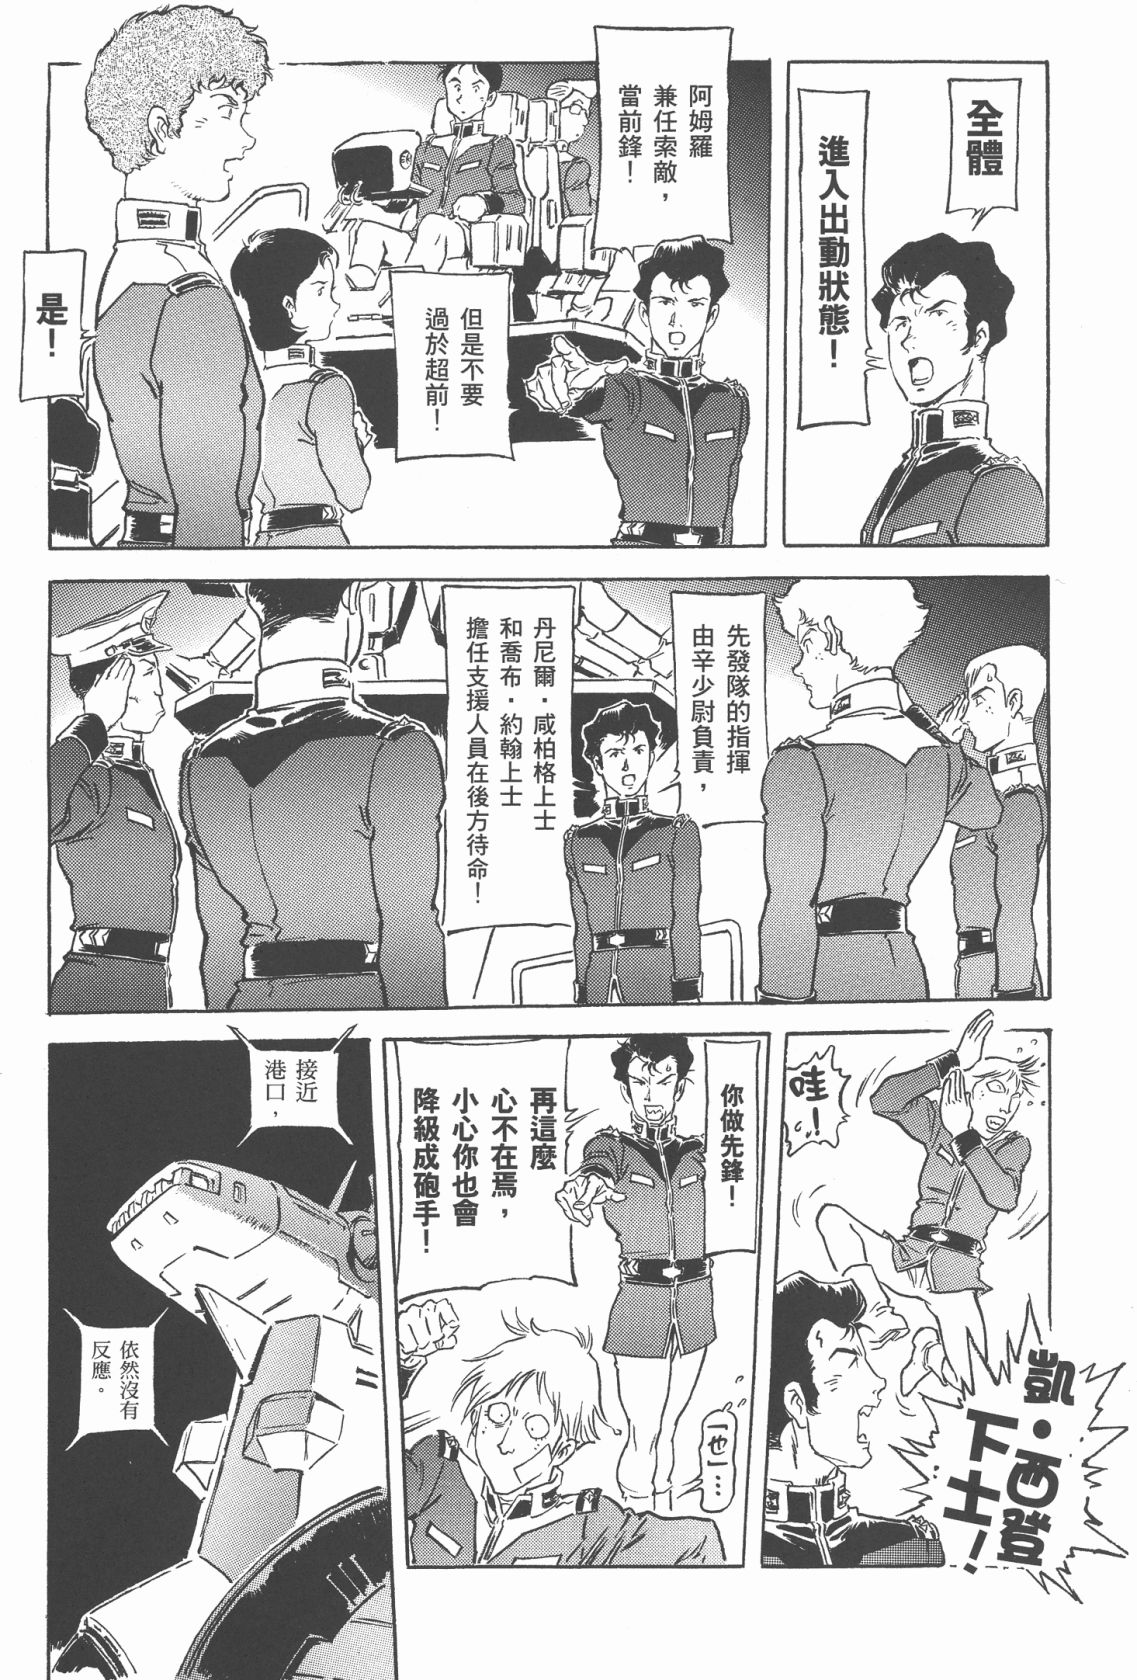 全體
進入出動狀態！
阿姆羅
兼任索敵，
當前鋒！
但是不要
過於超前！
是！
先發隊的指揮
由辛少尉負責，
丹尼爾．咸柏格上士
和喬布．約翰上士
擔任支援人員在後方待命！
哇！
凱．西登
下士！
你做先鋒！
再這麼
心不在焉，
小心你也會
降級成砲手！
「也」…
接近
港口，
依然沒有
反應。